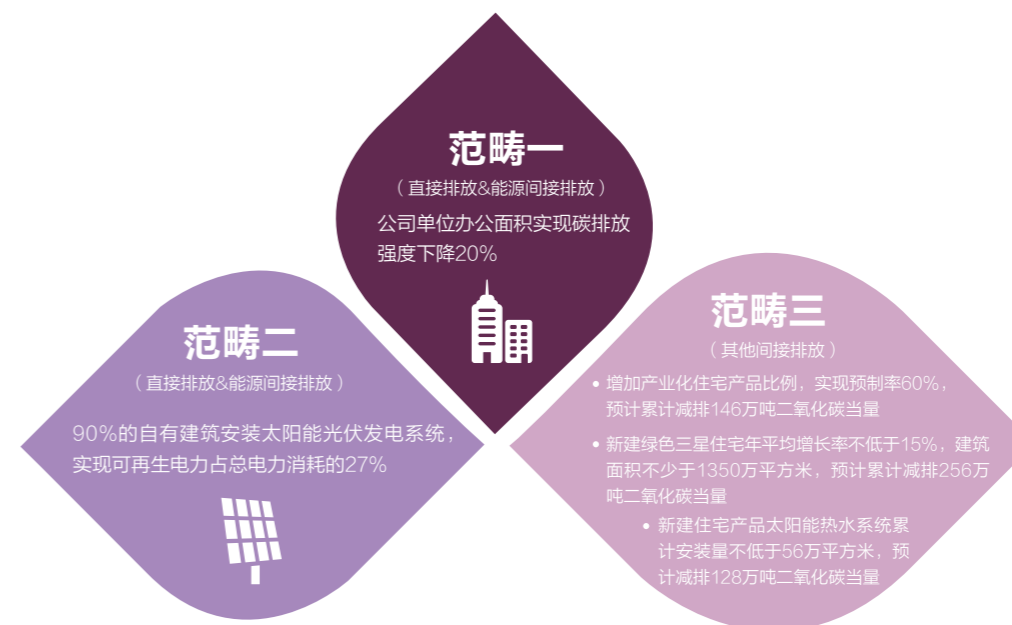 范畴一
（直接排放&能源间接排放）
公司单位办公面积实现碳排放
强度下降20%
范畴二
（直接排放&能源间接排放）
90%的自有建筑安装太阳能光伏发电系统，
实现可再生电力占总电力消耗的27%
范畴三
（其他间接排放）
• 增加产业化住宅产品比例，实现预制率60%，
预计累计减排146万吨二氧化碳当量
• 新建绿色三星住宅年平均增长率不低于15%，建筑
面积不少于1350万平方米，预计累计减排256万
吨二氧化碳当量
• 新建住宅产品太阳能热水系统累
计安装量不低于56万平方米，预
计减排128万吨二氧化碳当量